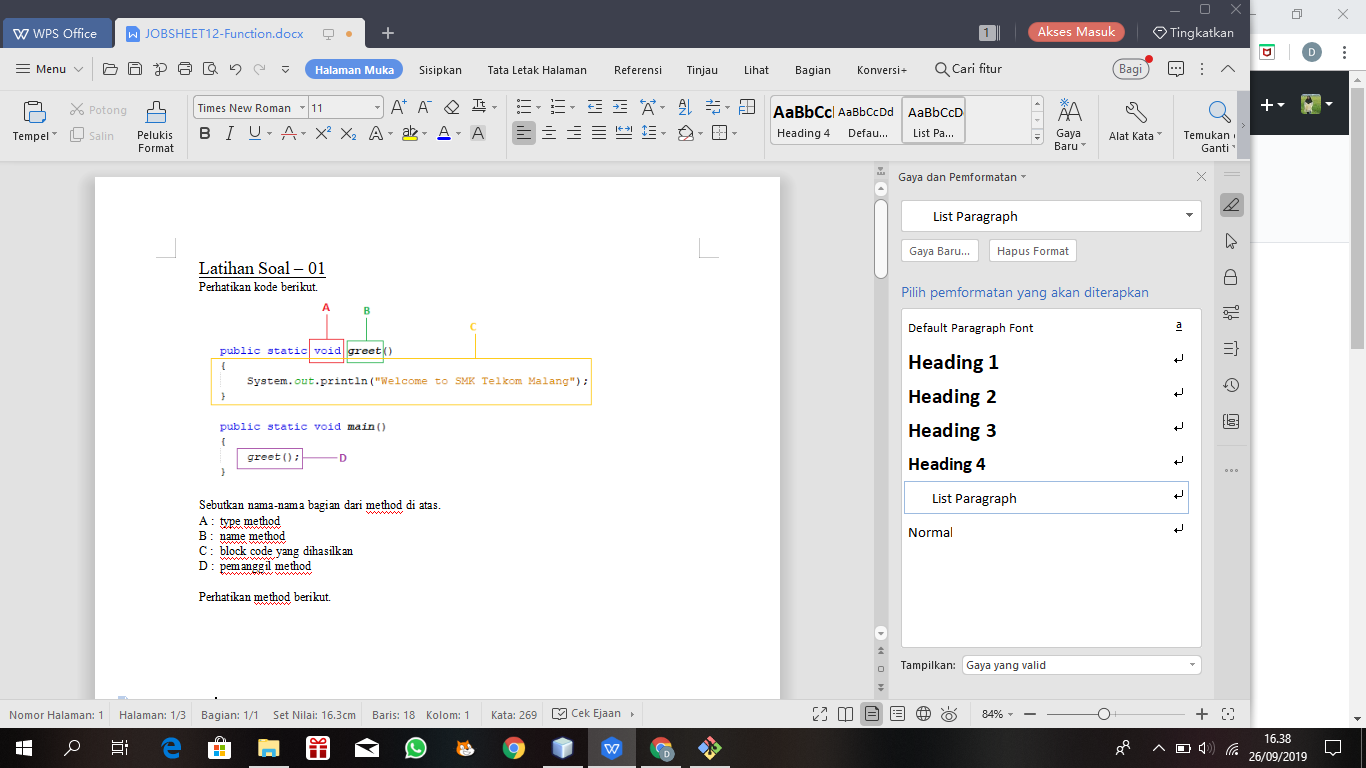 WPS Office
JOBSHEET12-Function.docx
1
Akses Masuk
Tingkatkan
Menu
Halaman Muka
Sisipkan
Tata Letak Halaman
Referensi
Tinjau
Lihat
Bagian
Konversi+
Cari fitur
Bagi
D
Tempel
Potong
Salin
Pelukis
Format
Times New Roman
11
AaBbCc
Heading 4
AaBbCcDd
Defau...
AaBbCcD
List Pa...
Gaya
Baru
Alat Kata
Temukan
Ganti
Latihan Soal – 01
Perhatikan kode berikut.
A
B
C
public static void greet()
{
System.out.println("Welcome to SMK Telkom Malang");
}
public static void main()
{
greet();
D
}
Sebutkan nama-nama bagian dari method di atas.
A : type method
B : name method
C : block code yang dihasilkan
D : pemanggil method
Perhatikan method berikut.
Gaya dan Pemformatan
List Paragraph
Gaya Baru...
Hapus Format
Pilih pemformatan yang akan diterapkan
Default Paragraph Font
a
Heading 1
Heading 2
Heading 3
Heading 4
List Paragraph
Normal
Tampilkan:
Gaya yang valid
Nomor Halaman: 1
Halaman: 1/3
Bagian: 1/1
Set Nilai: 16.3cm
Baris: 18
Kolom: 1
Kata: 269
Cek Ejaan
84%
16.38
26/09/2019